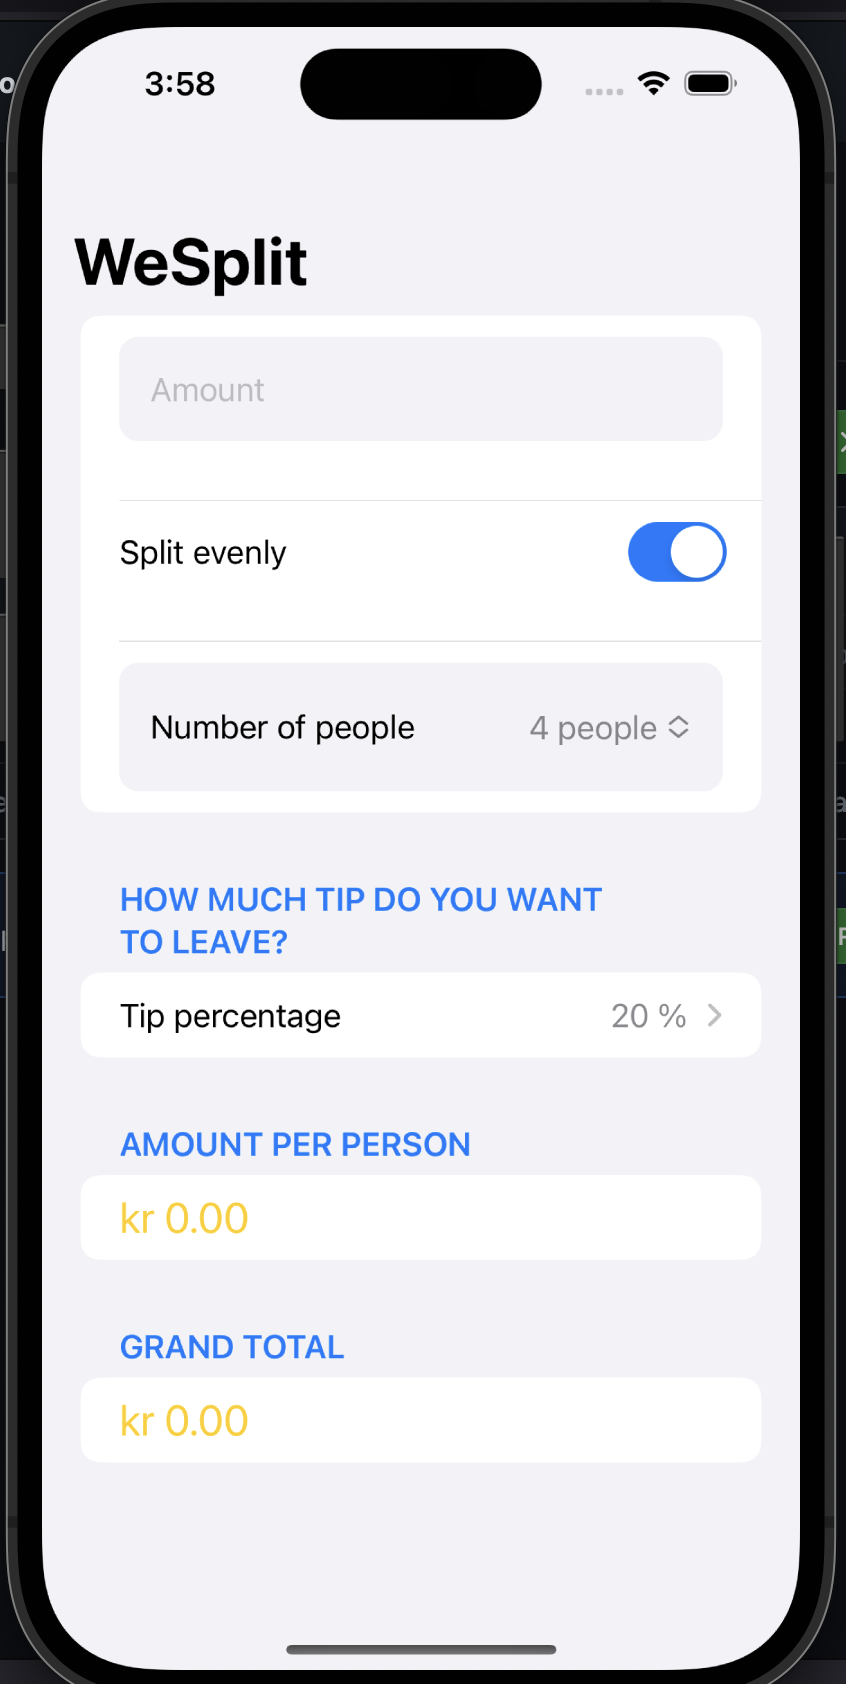 3:58
WeSplit
Amount
Split evenly
Number of people 4 people
HOW MUCH TIP DO YOU WANT
TO LEAVE?
Tip percentage 20 %
AMOUNT PER PERSON
kr 0.00
GRAND TOTAL
kr 0.00